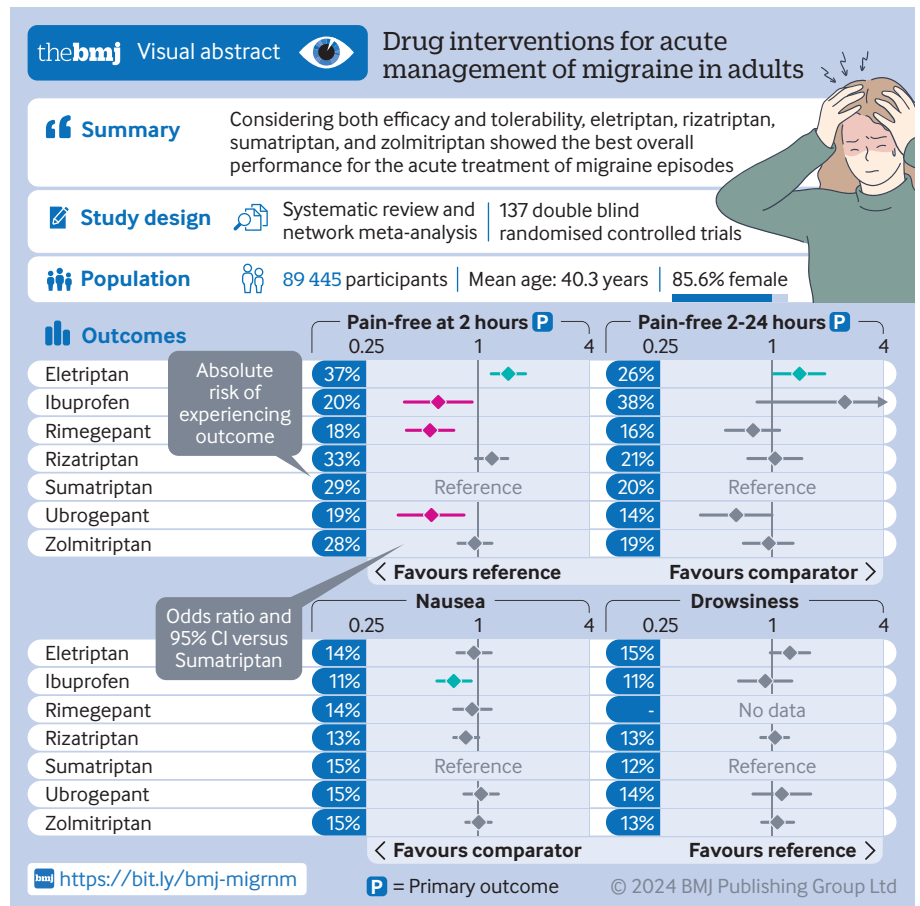 thebmj Visual abstract
Drug interventions for acute
management of migraine in adults
Summary
Considering both efficacy and tolerability, eletriptan, rizatriptan,
sumatriptan, and zolmitriptan showed the best overall
performance for the acute treatment of migraine episodes
Study design
Systematic review and
network meta-analysis
137 double blind
randomised controlled trials
Population
89 445 participants
Mean age: 40.3 years
85.6% female
Outcomes
Pain-free at 2 hours P
Pain-free 2-24 hours P
0.25 1 4
0.25 1 4
Absolute
risk of
experiencing
outcome
Eletriptan 37% 26%
Ibuprofen 20% 38%
Rimegepant 18% 16%
Rizatriptan 33% 21%
Sumatriptan 29% Reference 20% Reference
Ubrogepant 19% 14%
Zolmitriptan 28% 19%
< Favours reference
Favours comparator >
Odds ratio and
95% CI versus
Sumatriptan
Nausea
Drowsiness
0.25 1 4
0.25 1 4
Eletriptan 14% 15%
Ibuprofen 11% 11%
Rimegepant 14% - No data
Rizatriptan 13% 13%
Sumatriptan 15% Reference 12% Reference
Ubrogepant 15% 14%
Zolmitriptan 15% 13%
< Favours comparator
Favours reference >
bmj https://bit.ly/bmj-migrnm
P = Primary outcome
© 2024 BMJ Publishing Group Ltd